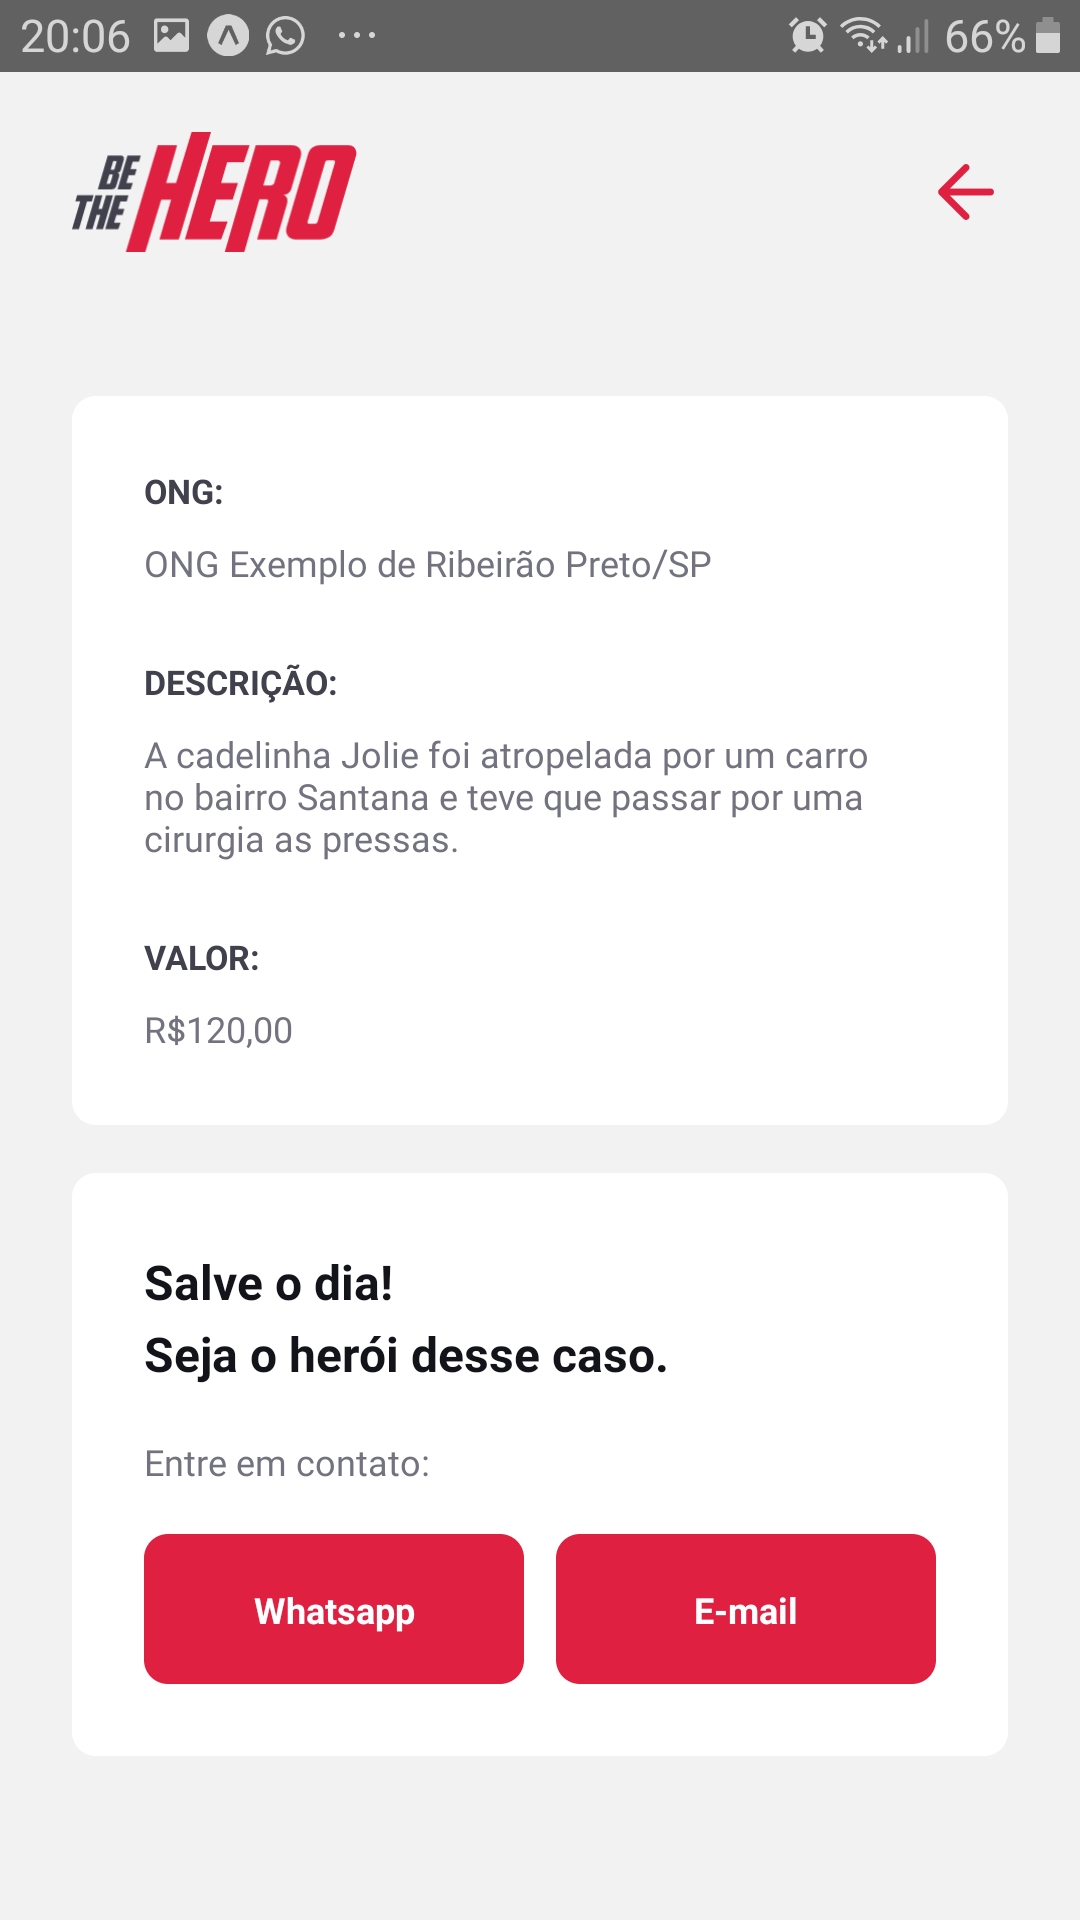 20:06 66%
BE
THE HERO
ONG:
ONG Exemplo de Ribeirão Preto/SP
DESCRIÇÃO:
A cadelinha Jolie foi atropelada por um carro
no bairro Santana e teve que passar por uma
cirurgia as pressas.
VALOR:
R$120,00
Salve o dia!
Seja o herói desse caso.
Entre em contato:
Whatsapp E-mail